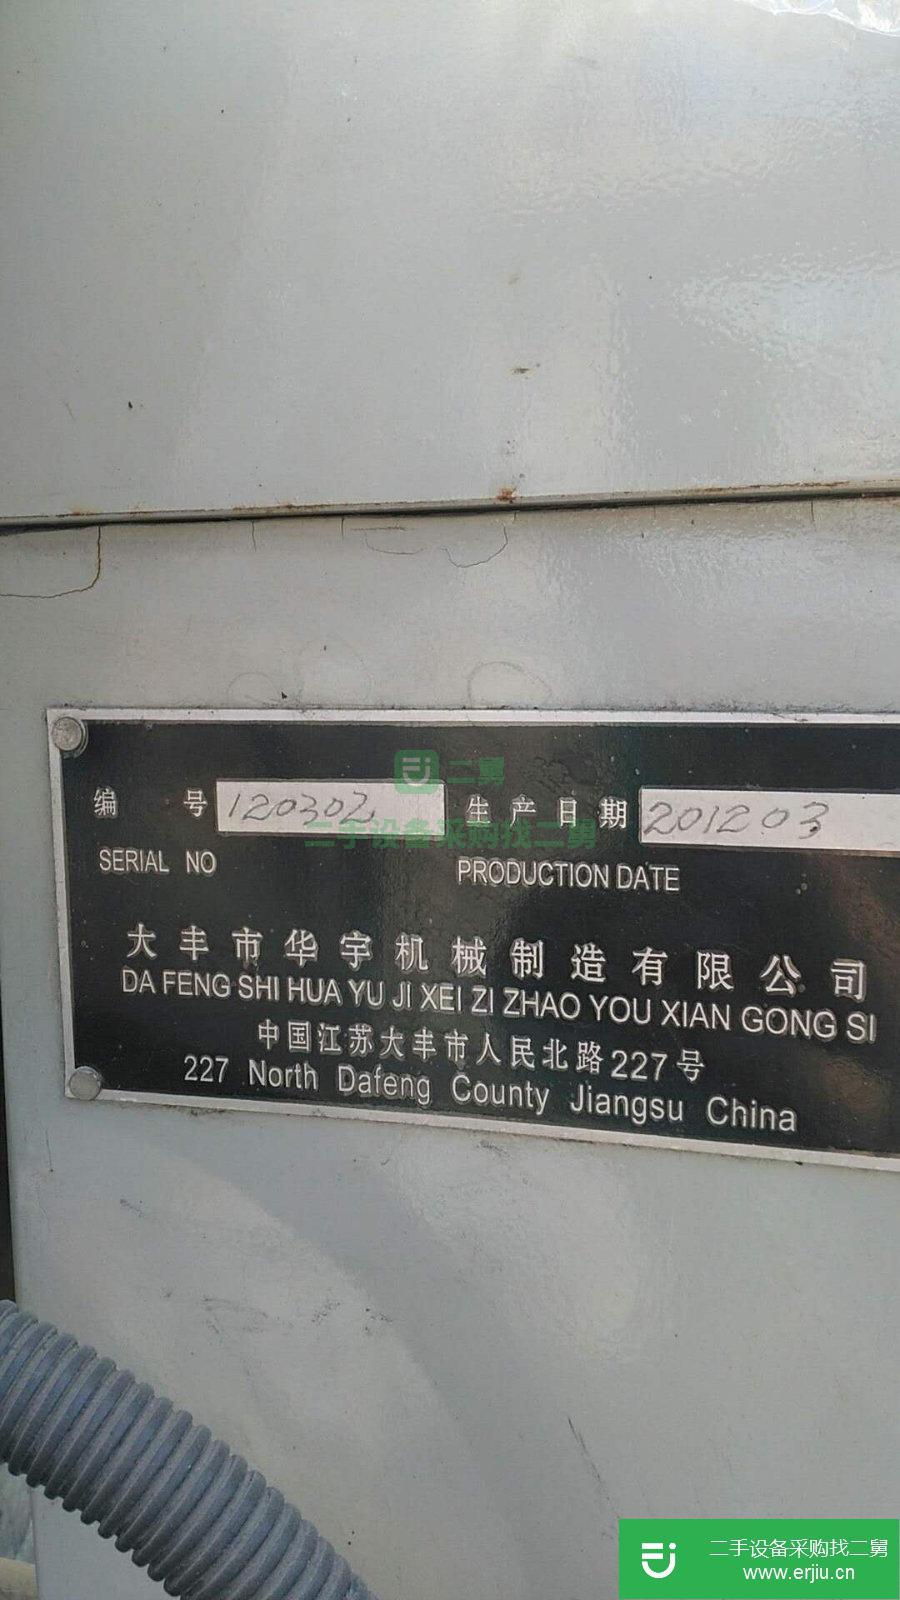 二舅
二手设备采购找二舅
编 号 120302 生产日期 201203
SERIAL NO PRODUCTION DATE
大丰市华宇机械制造有限公司
DA FENG SHI HUA YU JI XEI ZI ZHAO YOU XIAN GONG SI
中国江苏大丰市人民北路227号
227 North Dafeng County Jiangsu China
二手设备采购找二舅
www.erjiu.cn